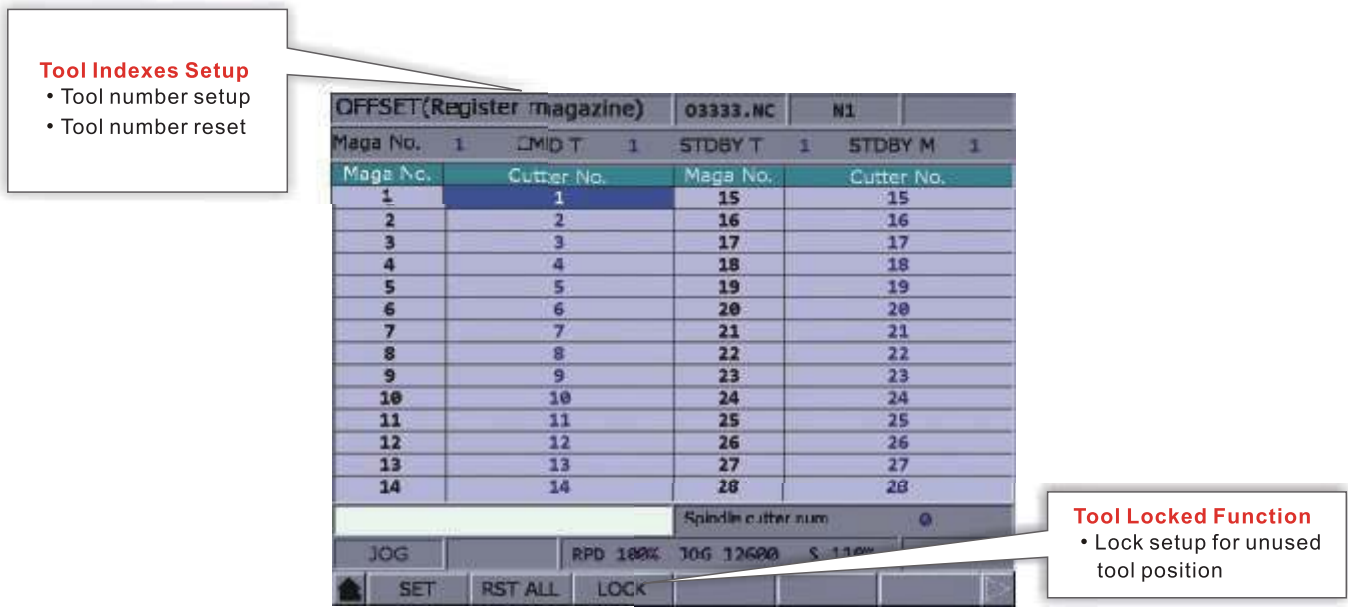 Tool Indexes Setup
• Tool number setup
• Tool number reset
OFFSET(Register magazine) O3333.NC N1
Maga No. 1 CMD T 1 STDBY T 1 STDBY M 1
Maga No. Cutter No. Maga No. Cutter No.
1 1 15 15
2 2 16 16
3 3 17 17
4 4 18 18
5 5 19 19
6 6 20 20
7 7 21 21
8 8 22 22
9 9 23 23
10 10 24 24
11 11 25 25
12 12 26 26
13 13 27 27
14 14 28 28
Spindle cutter num 0
JOG RPD 100% JOG 12600 S 110%
SET RST ALL LOCK
Tool Locked Function
• Lock setup for unused
tool position